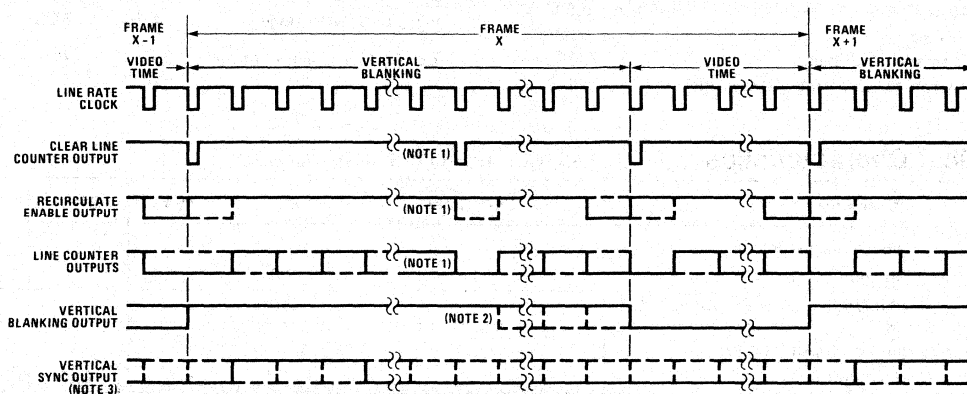 FRAME
X-1
FRAME
X
FRAME
X+1
VIDEO
TIME
VERTICAL
BLANKING
VIDEO
TIME
VERTICAL
BLANKING
LINE RATE
CLOCK
CLEAR LINE
COUNTER OUTPUT
(NOTE 1)
RECIRCULATE
ENABLE OUTPUT
(NOTE 1)
LINE COUNTER
OUTPUTS
(NOTE 1)
VERTICAL
BLANKING OUTPUT
(NOTE 2)
VERTICAL
SYNC OUTPUT
(NOTE 3)